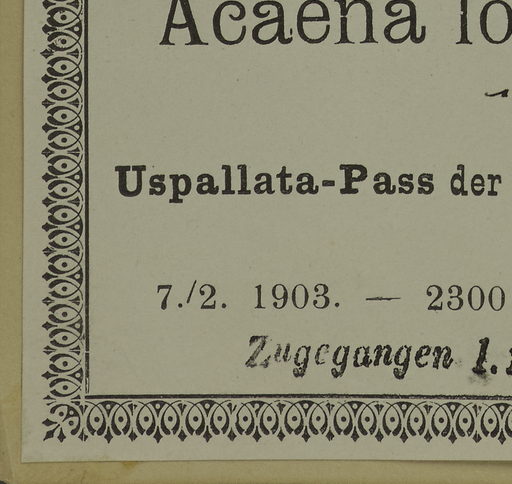 Acaena lo
Uspallata-Pass der
7./2. 1903. — 2300
Zugegangen 1.